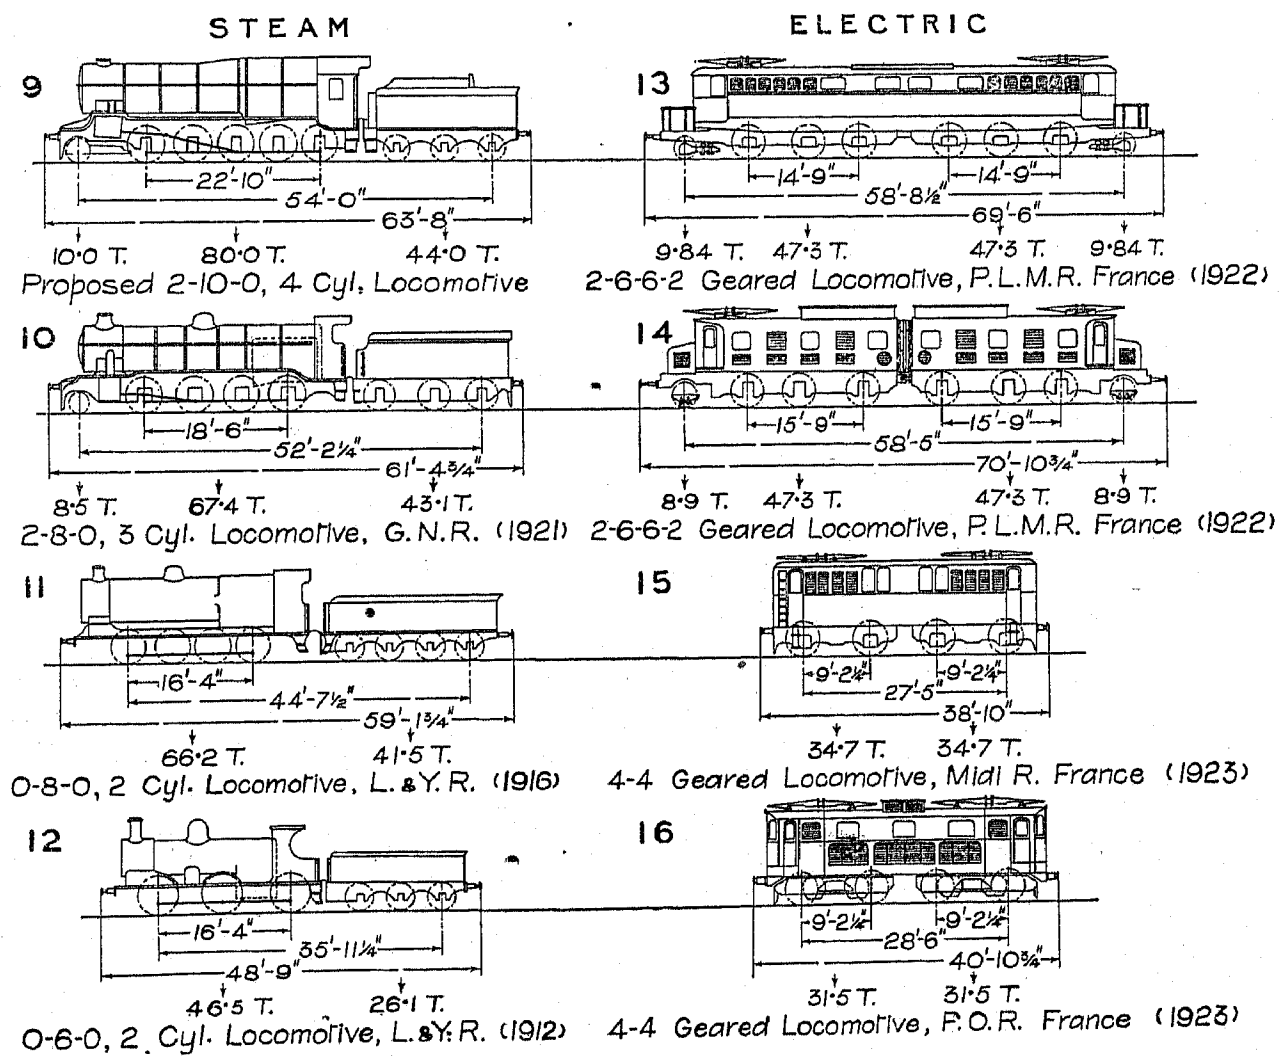 STEAM
9
22'-10"
54'-0"
63'-8"
10·0 T. 80·0 T. 44·0 T.
Proposed 2-10-0, 4 Cyl. Locomotive
10
18'-6"
52'-2¼"
61'-4¾"
8·5 T. 67·4 T. 43·1 T.
2-8-0, 3 Cyl. Locomotive, G.N.R. (1921)
11
16'-4"
44'-7½"
59'-1¾"
66·2 T. 41·5 T.
0-8-0, 2 Cyl. Locomotive, L.&Y.R. (1916)
12
16'-4"
35'-11¼"
48'-9"
46·5 T. 26·1 T.
0-6-0, 2 Cyl. Locomotive, L.&Y.R. (1912)
ELECTRIC
13
14'-9" 14'-9"
58'-8½"
69'-6"
9·84 T. 47·3 T. 47·3 T. 9·84 T.
2-6-6-2 Geared Locomotive, P.L.M.R. France (1922)
14
15'-9" 15'-9"
58'-5"
70'-10¾"
8·9 T. 47·3 T. 47·3 T. 8·9 T.
2-6-6-2 Geared Locomotive, P.L.M.R. France (1922)
15
9'-2¼" 9'-2¼"
27'-5"
38'-10"
34·7 T. 34·7 T.
4-4 Geared Locomotive, Midi R. France (1923)
16
9'-2¼" 9'-2¼"
28'-6"
40'-10¾"
31·5 T. 31·5 T.
4-4 Geared Locomotive, P.O.R. France (1923)